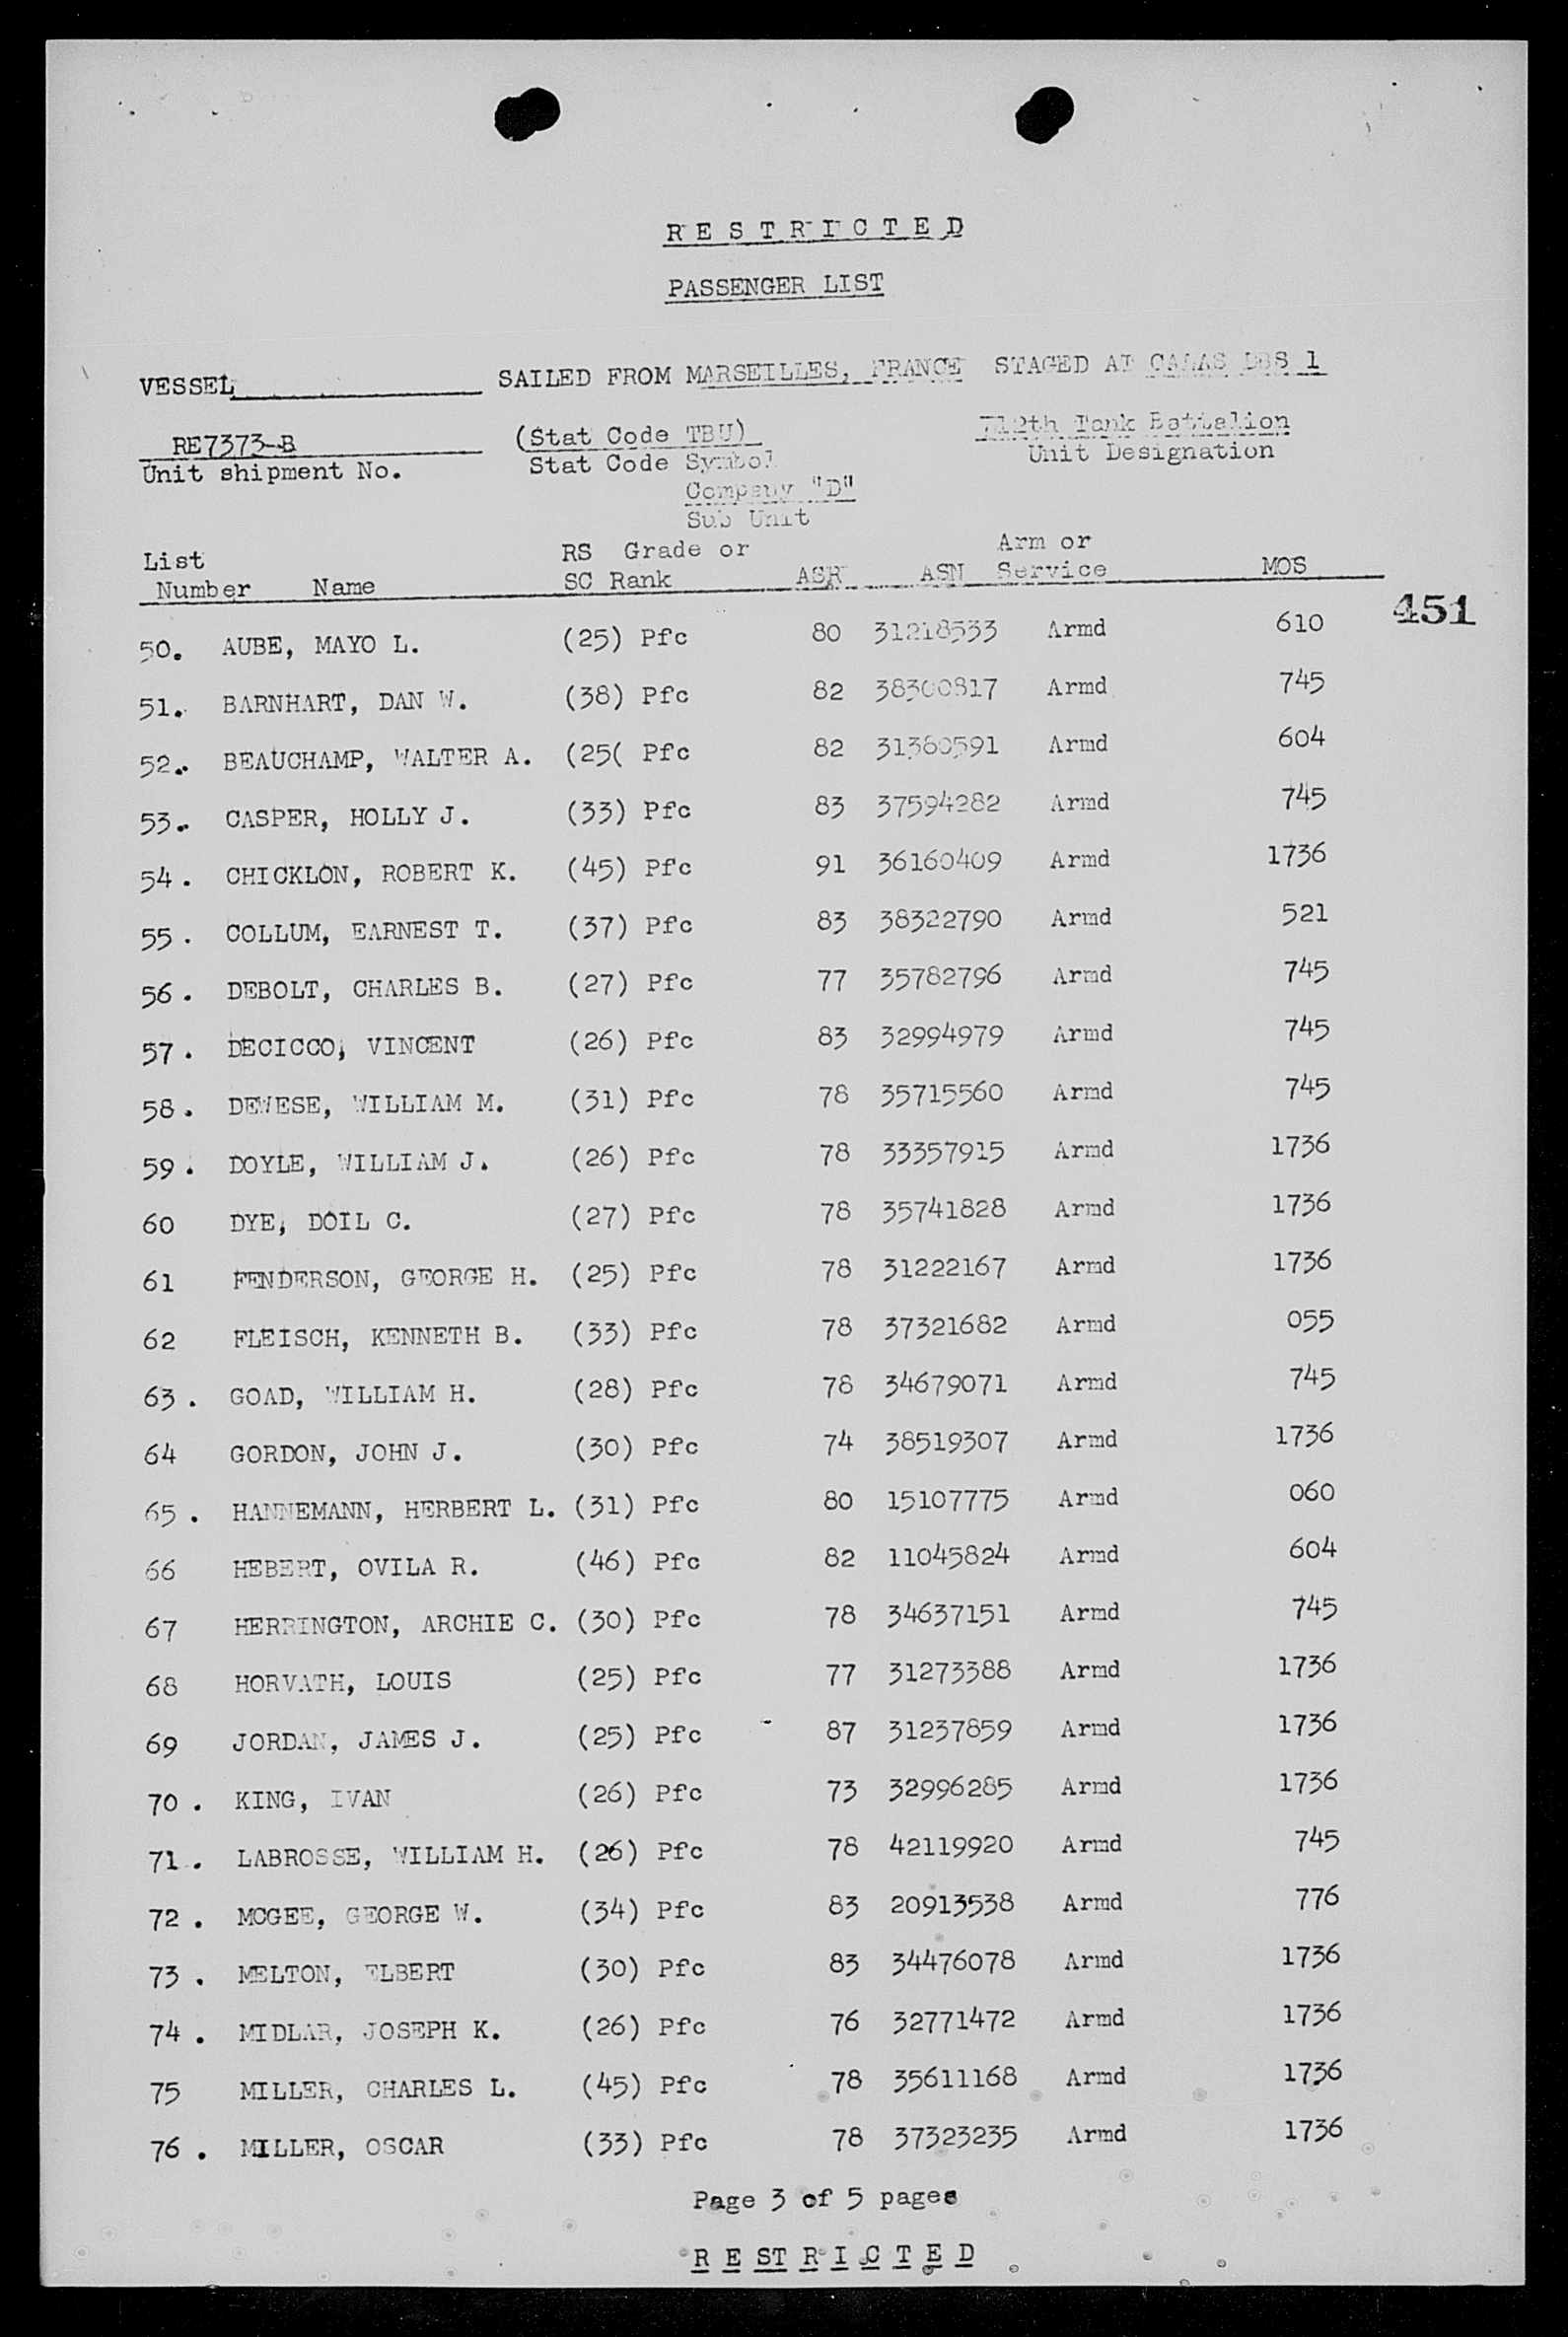 RESTRICTED
PASSENGER LIST
VESSEL SAILED FROM MARSEILLES, FRANCE STAGED AT CAAAS DBS 1
RE7373-B (Stat Code TBU) 712th Tank Battalion
Unit shipment No. Stat Code Symbol Unit Designation
Company "D"
Sub Unit
List RS Grade or Arm or
Number Name SC Rank ASR ASN Service MOS
451
50. AUBE, MAYO L. (25) Pfc 80 31218533 Armd 610
51. BARNHART, DAN W. (38) Pfc 82 38300817 Armd 745
52. BEAUCHAMP, WALTER A. (25( Pfc 82 31380591 Armd 604
53. CASPER, HOLLY J. (33) Pfc 83 37594282 Armd 745
54. CHICKLON, ROBERT K. (45) Pfc 91 36160409 Armd 1736
55. COLLUM, EARNEST T. (37) Pfc 83 38322790 Armd 521
56. DEBOLT, CHARLES B. (27) Pfc 77 35782796 Armd 745
57. DECICCO, VINCENT (26) Pfc 83 32994979 Armd 745
58. DEWESE, WILLIAM M. (31) Pfc 78 35715560 Armd 745
59. DOYLE, WILLIAM J. (26) Pfc 78 33357915 Armd 1736
60 DYE, DOIL C. (27) Pfc 78 35741828 Armd 1736
61 FENDERSON, GEORGE H. (25) Pfc 78 31222167 Armd 1736
62 FLEISCH, KENNETH B. (33) Pfc 78 37321682 Armd 055
63. GOAD, WILLIAM H. (28) Pfc 78 34679071 Armd 745
64 GORDON, JOHN J. (30) Pfc 74 38519307 Armd 1736
65. HANNEMANN, HERBERT L. (31) Pfc 80 15107775 Armd 060
66 HEBERT, OVILA R. (46) Pfc 82 11045824 Armd 604
67 HERRINGTON, ARCHIE C. (30) Pfc 78 34637151 Armd 745
68 HORVATH, LOUIS (25) Pfc 77 31273388 Armd 1736
69 JORDAN, JAMES J. (25) Pfc 87 31237859 Armd 1736
70. KING, IVAN (26) Pfc 73 32996285 Armd 1736
71. LABROSSE, WILLIAM H. (26) Pfc 78 42119920 Armd 745
72. MCGEE, GEORGE W. (34) Pfc 83 20913538 Armd 776
73. MELTON, ELBERT (30) Pfc 83 34476078 Armd 1736
74. MIDLAR, JOSEPH K. (26) Pfc 76 32771472 Armd 1736
75 MILLER, CHARLES L. (45) Pfc 78 35611168 Armd 1736
76. MILLER, OSCAR (33) Pfc 78 37323235 Armd 1736
Page 3 of 5 pages
RESTRICTED